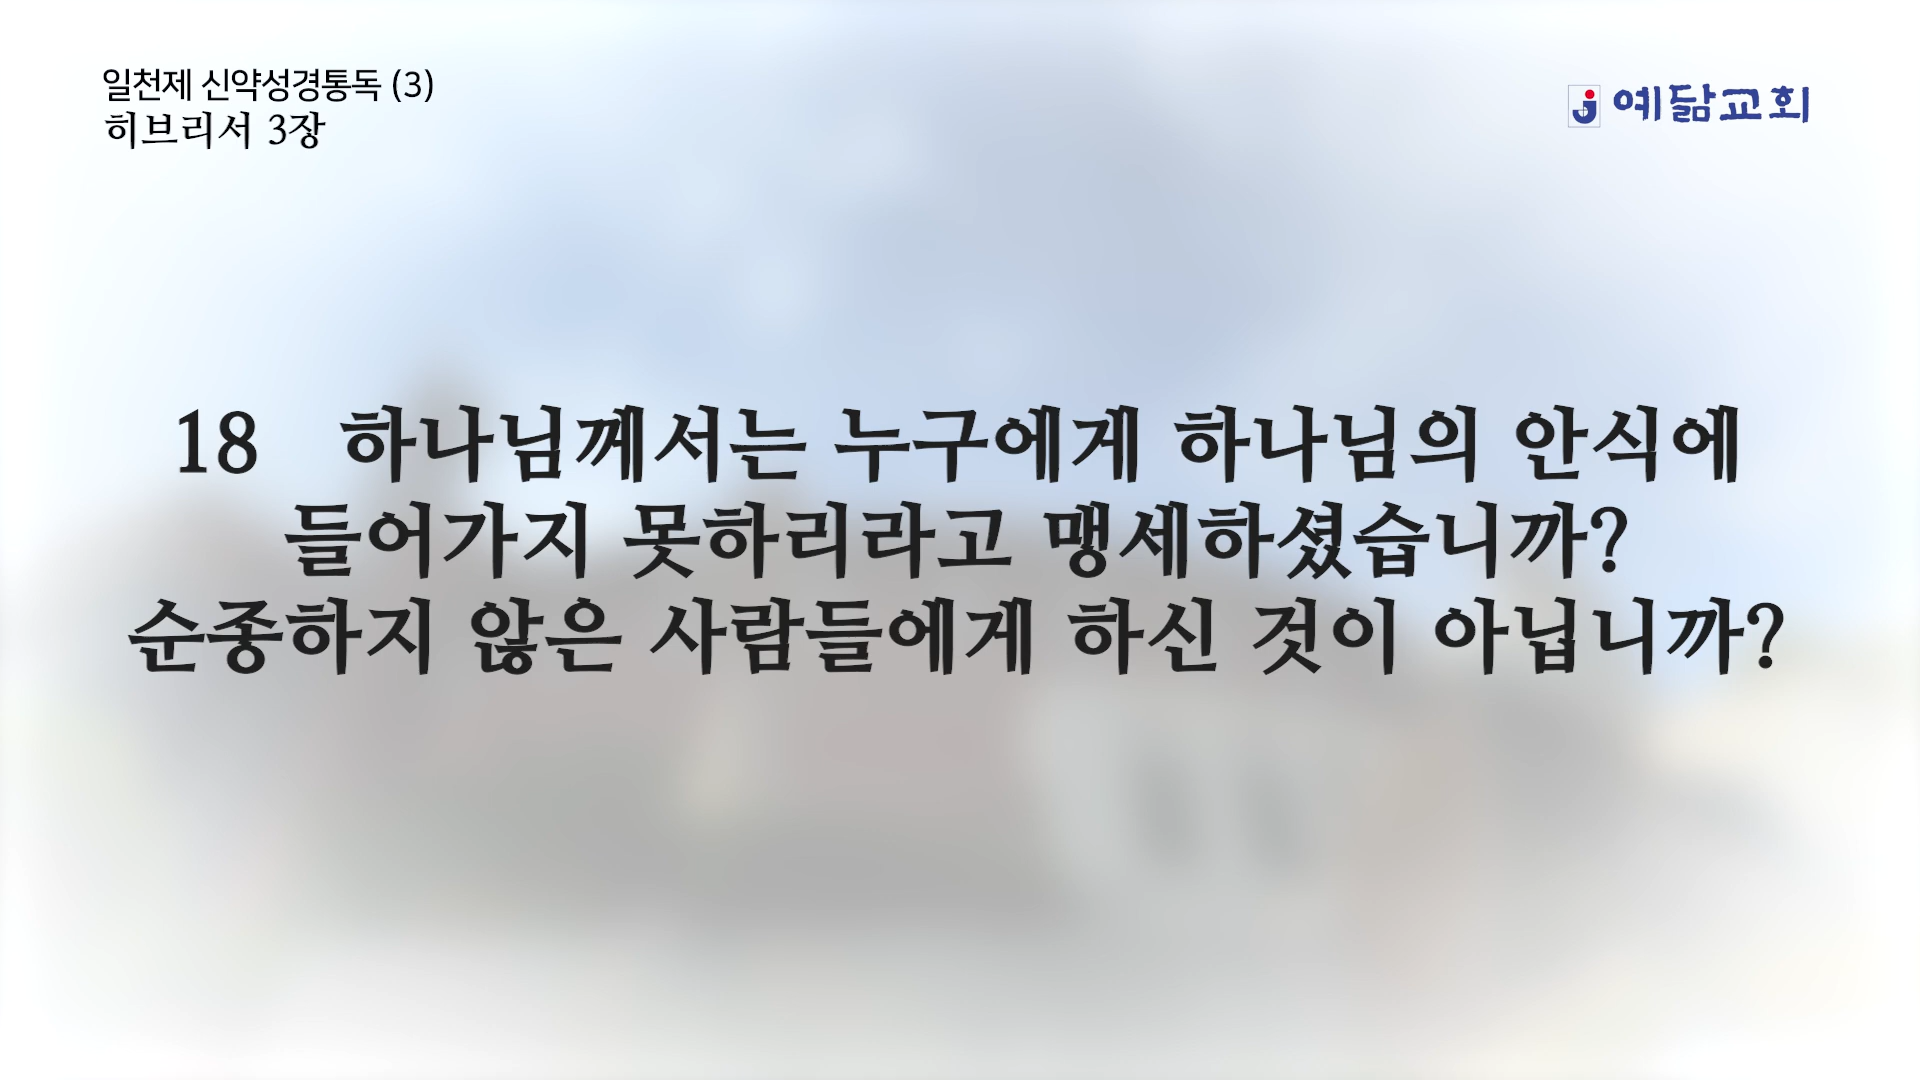 일천제 신약성경통독 (3)
히브리서 3장
예닮교회
18 하나님께서는 누구에게 하나님의 안식에
들어가지 못하리라고 맹세하셨습니까?
순종하지 않은 사람들에게 하신 것이 아닙니까?